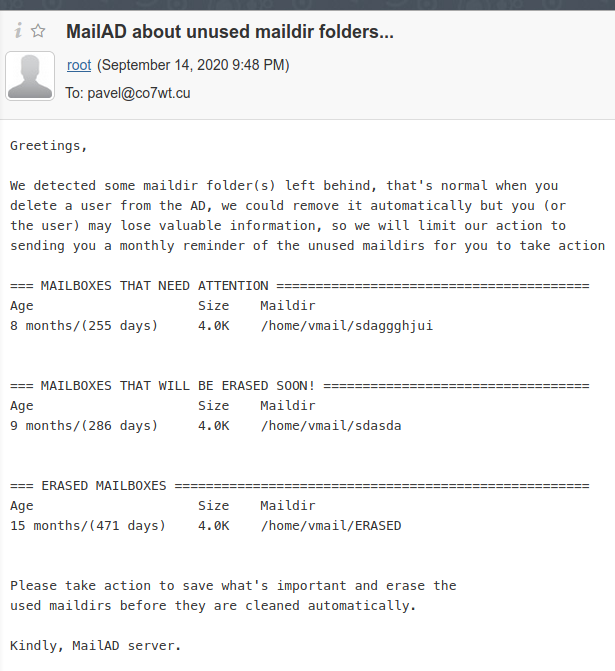 MailAD about unused maildir folders...
root (September 14, 2020 9:48 PM)
To: pavel@co7wt.cu
Greetings,
We detected some maildir folder(s) left behind, that's normal when you
delete a user from the AD, we could remove it automatically but you (or
the user) may lose valuable information, so we will limit our action to
sending you a monthly reminder of the unused maildirs for you to take action
=== MAILBOXES THAT NEED ATTENTION ========================================
Age Size Maildir
8 months/(255 days) 4.0K /home/vmail/sdaggghjui
=== MAILBOXES THAT WILL BE ERASED SOON! ==================================
Age Size Maildir
9 months/(286 days) 4.0K /home/vmail/sdasda
=== ERASED MAILBOXES =====================================================
Age Size Maildir
15 months/(471 days) 4.0K /home/vmail/ERASED
Please take action to save what's important and erase the
used maildirs before they are cleaned automatically.
Kindly, MailAD server.